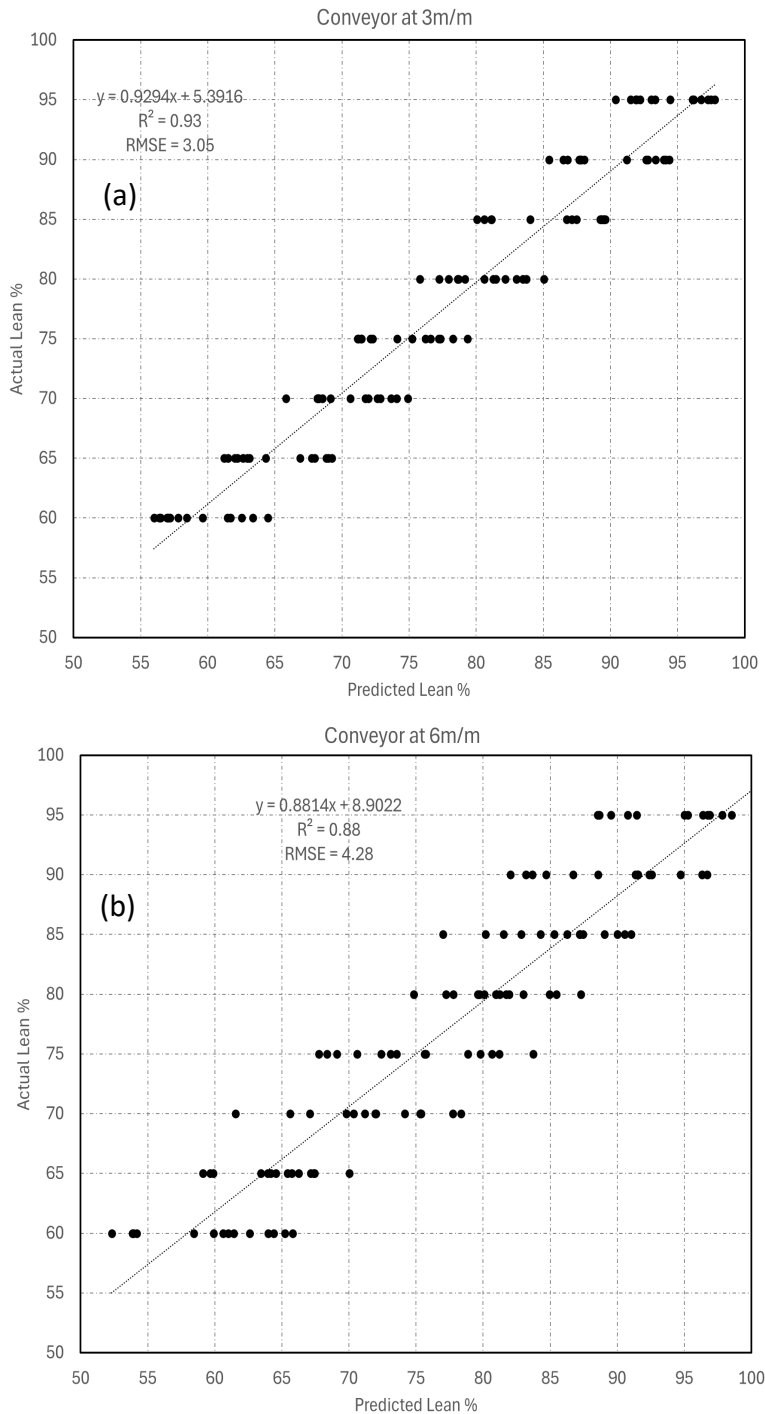 Conveyor at 3m/m
100
95
90
85
80
75
70
65
60
55
50
y = 0.9294x + 5.3916
R² = 0.93
RMSE = 3.05
(a)
Actual Lean %
50 55 60 65 70 75 80 85 90 95 100
Predicted Lean %
Conveyor at 6m/m
100
95
90
85
80
75
70
65
60
55
50
y = 0.8814x + 8.9022
R² = 0.88
RMSE = 4.28
(b)
Actual Lean %
50 55 60 65 70 75 80 85 90 95 100
Predicted Lean %